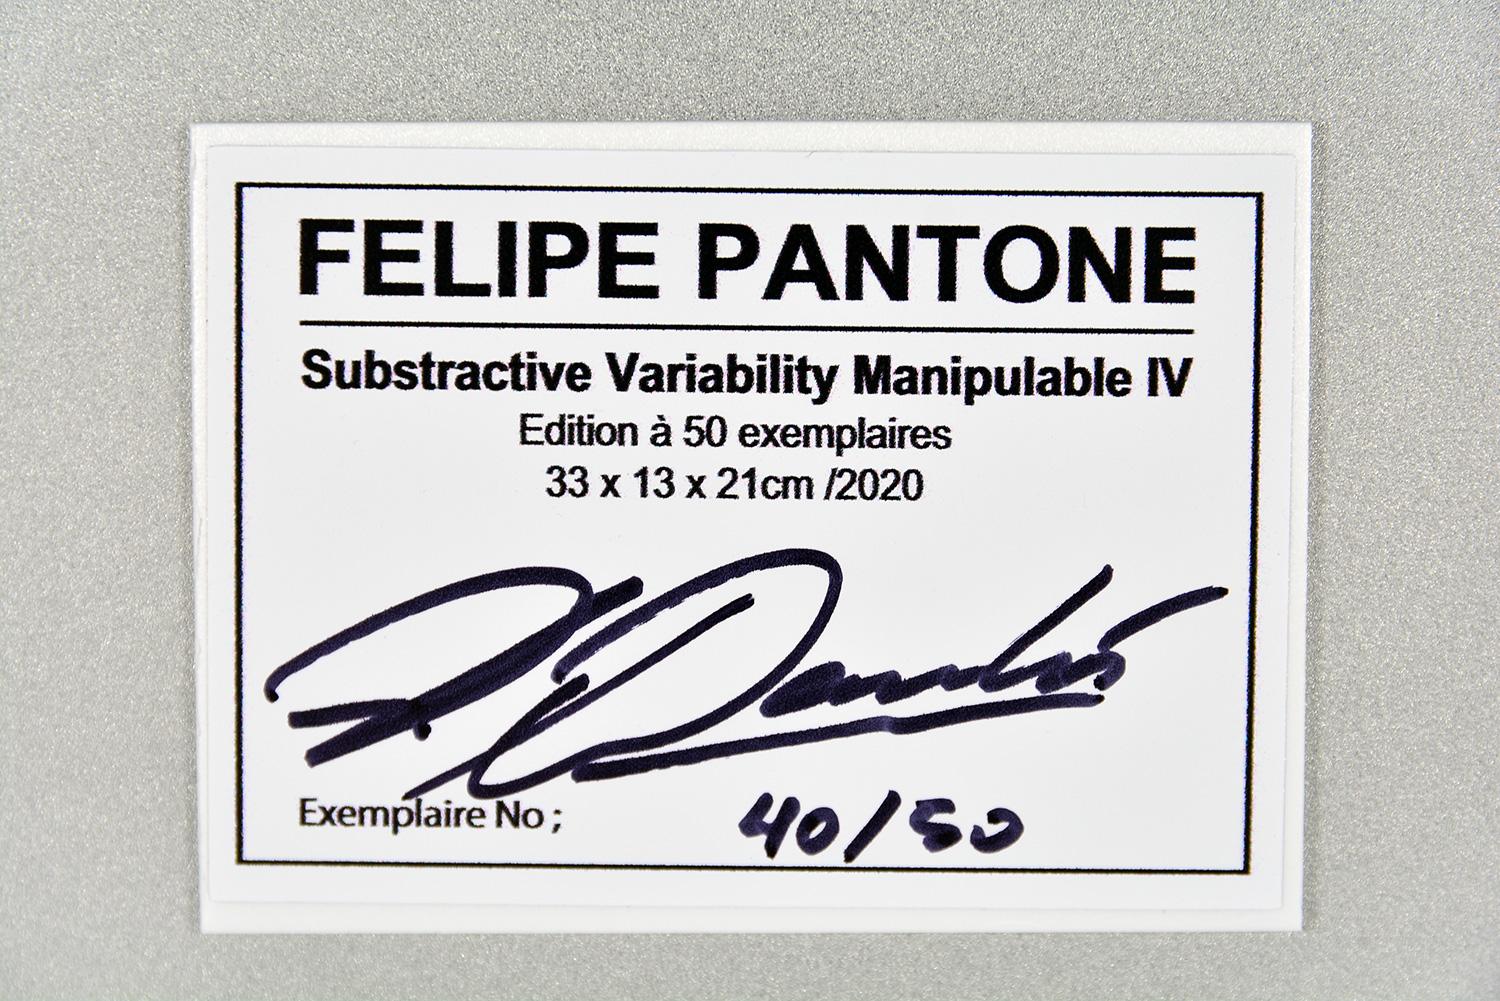 FELIPE PANTONE
Substractive Variability Manipulable IV
Edition à 50 exemplaires
33 x 13 x 21cm /2020
Exemplaire No ; 40/50